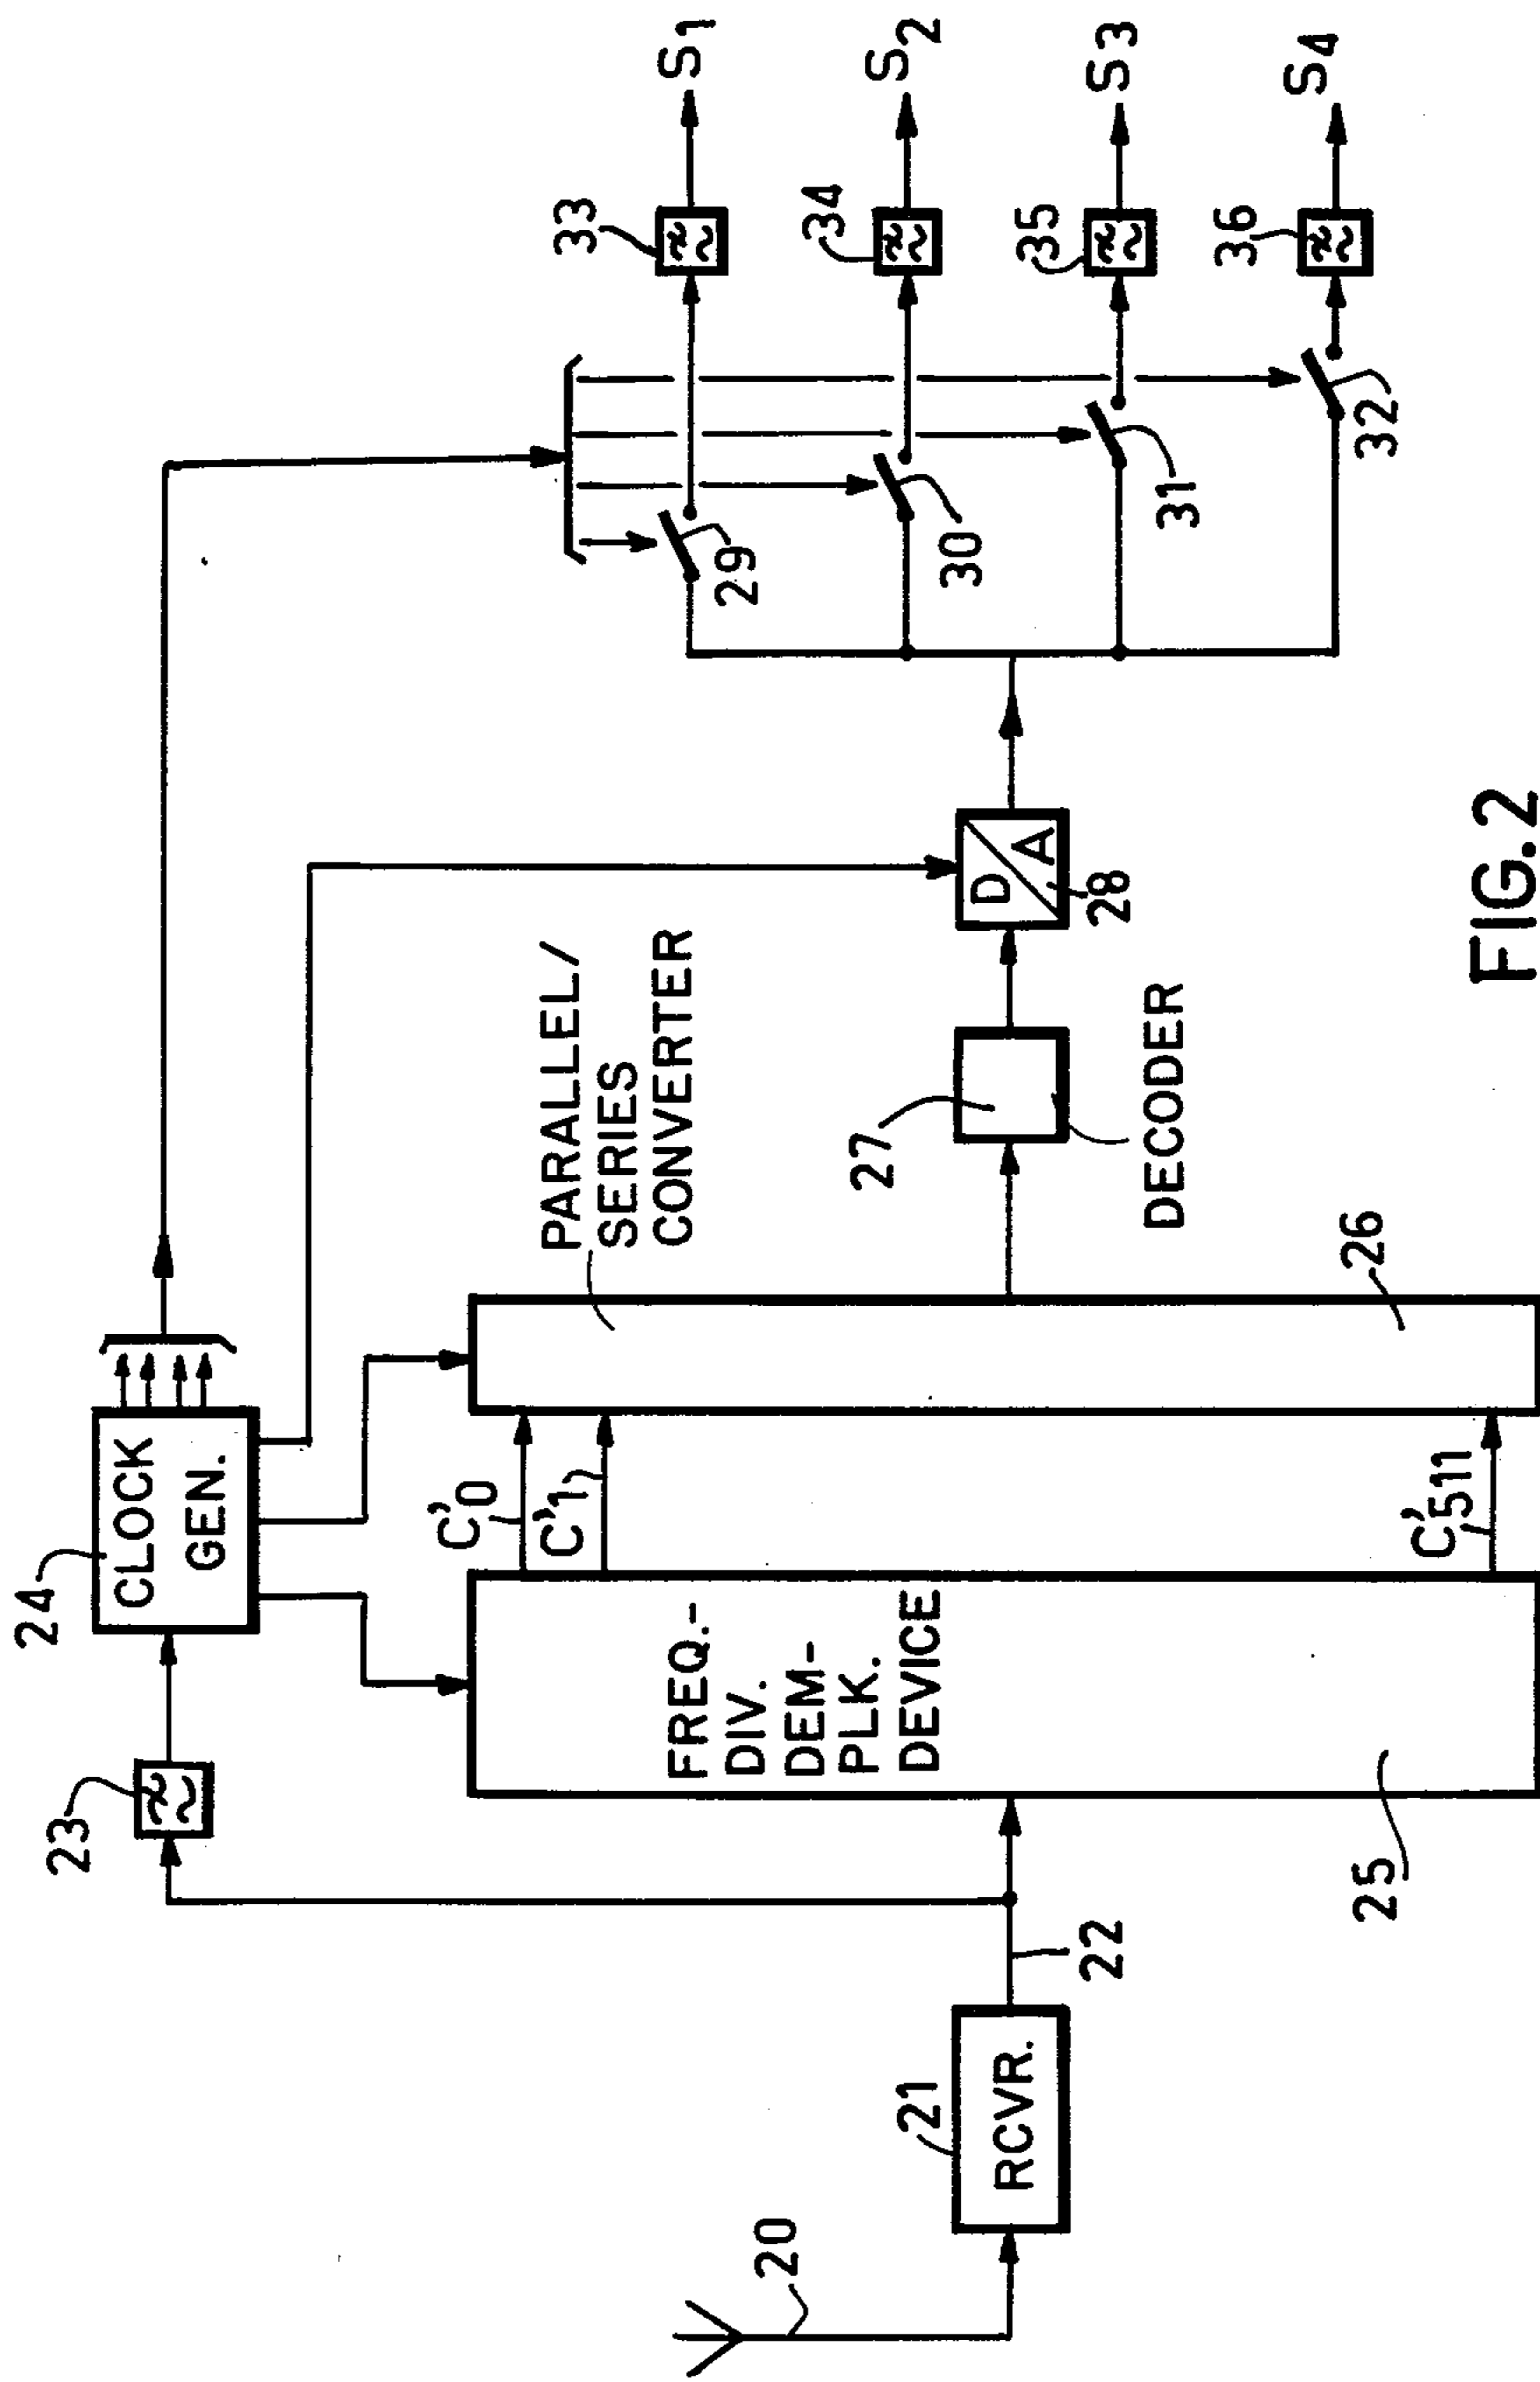 24
CLOCK
GEN.
23
33
S1
34
S2
35
S3
36
S4
29
30
31
32
PARALLEL/
SERIES
CONVERTER
C'0
C'1
C'511
FREQ.-
DIV.
DEM-
PLK.
DEVICE
25
26
27
DECODER
D
A
28
20
21
RCVR.
22
FIG.2